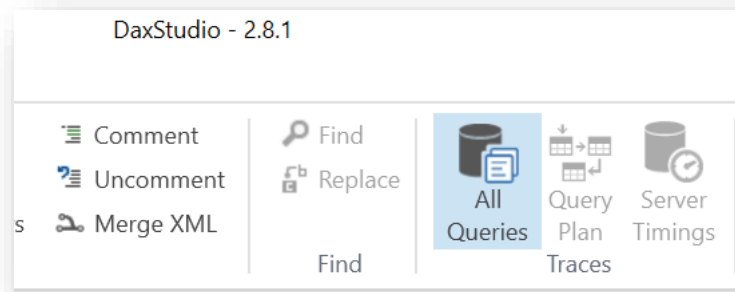 DaxStudio - 2.8.1
Comment
Uncomment
s
Merge XML
Find
Replace
Find
All
Queries
Query
Plan
Server
Timings
Traces